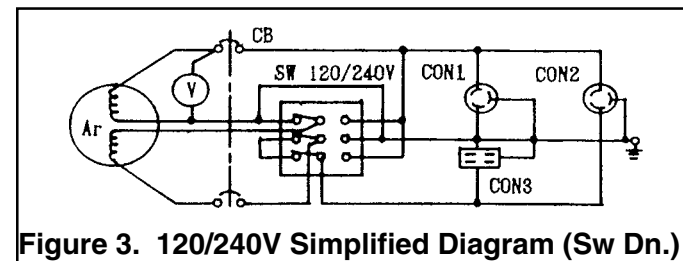 CB
SW 120/240V
CON1
CON2
V
Ar
CON3
Figure 3. 120/240V Simplified Diagram (Sw Dn.)